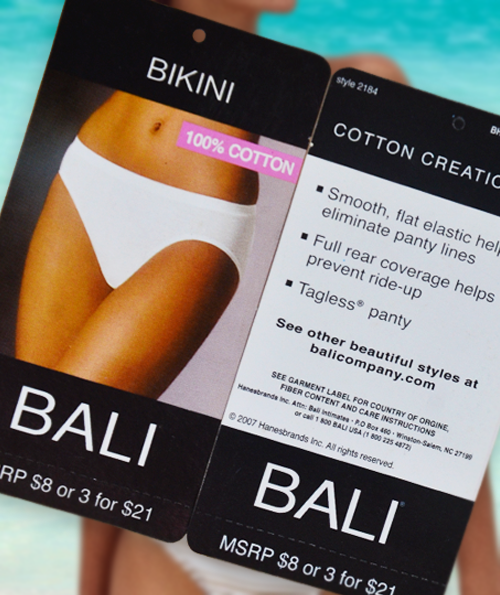 BIKINI
100% COTTON
BALI
MSRP $8 or 3 for $21
style 2184
COTTON
Smooth, flat elastic
eliminate panty lines
Full rear coverage helps
prevent ride-up
Tagless® panty
See other beautiful styles at
balicompany.com
SEE GARMENT LABEL FOR COUNTRY OF ORGINE,
FIBER CONTENT AND CARE INSTRUCTIONS
Hanesbrands Inc. Attn: Bali Intimates • P.O Box 460 • Winston-Salem, NC 27199
or call 1 800 BALI USA (1 800 225 4872)
© 2007 Hanesbrands Inc. All rights reserved.
BALI
MSRP $8 or 3 for $21